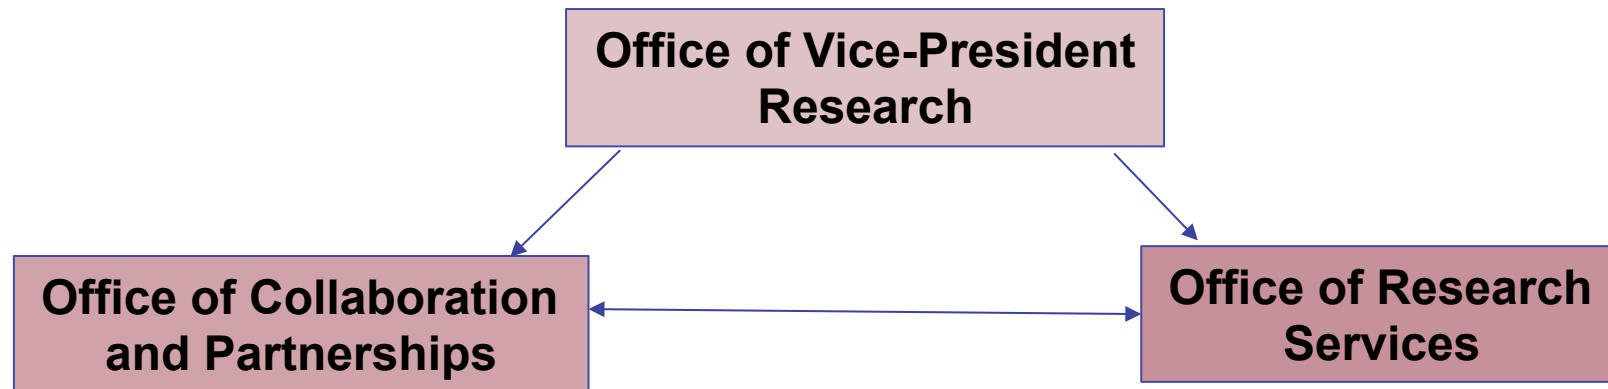 Office of Vice-President
Research
Office of Collaboration
and Partnerships
Office of Research
Services